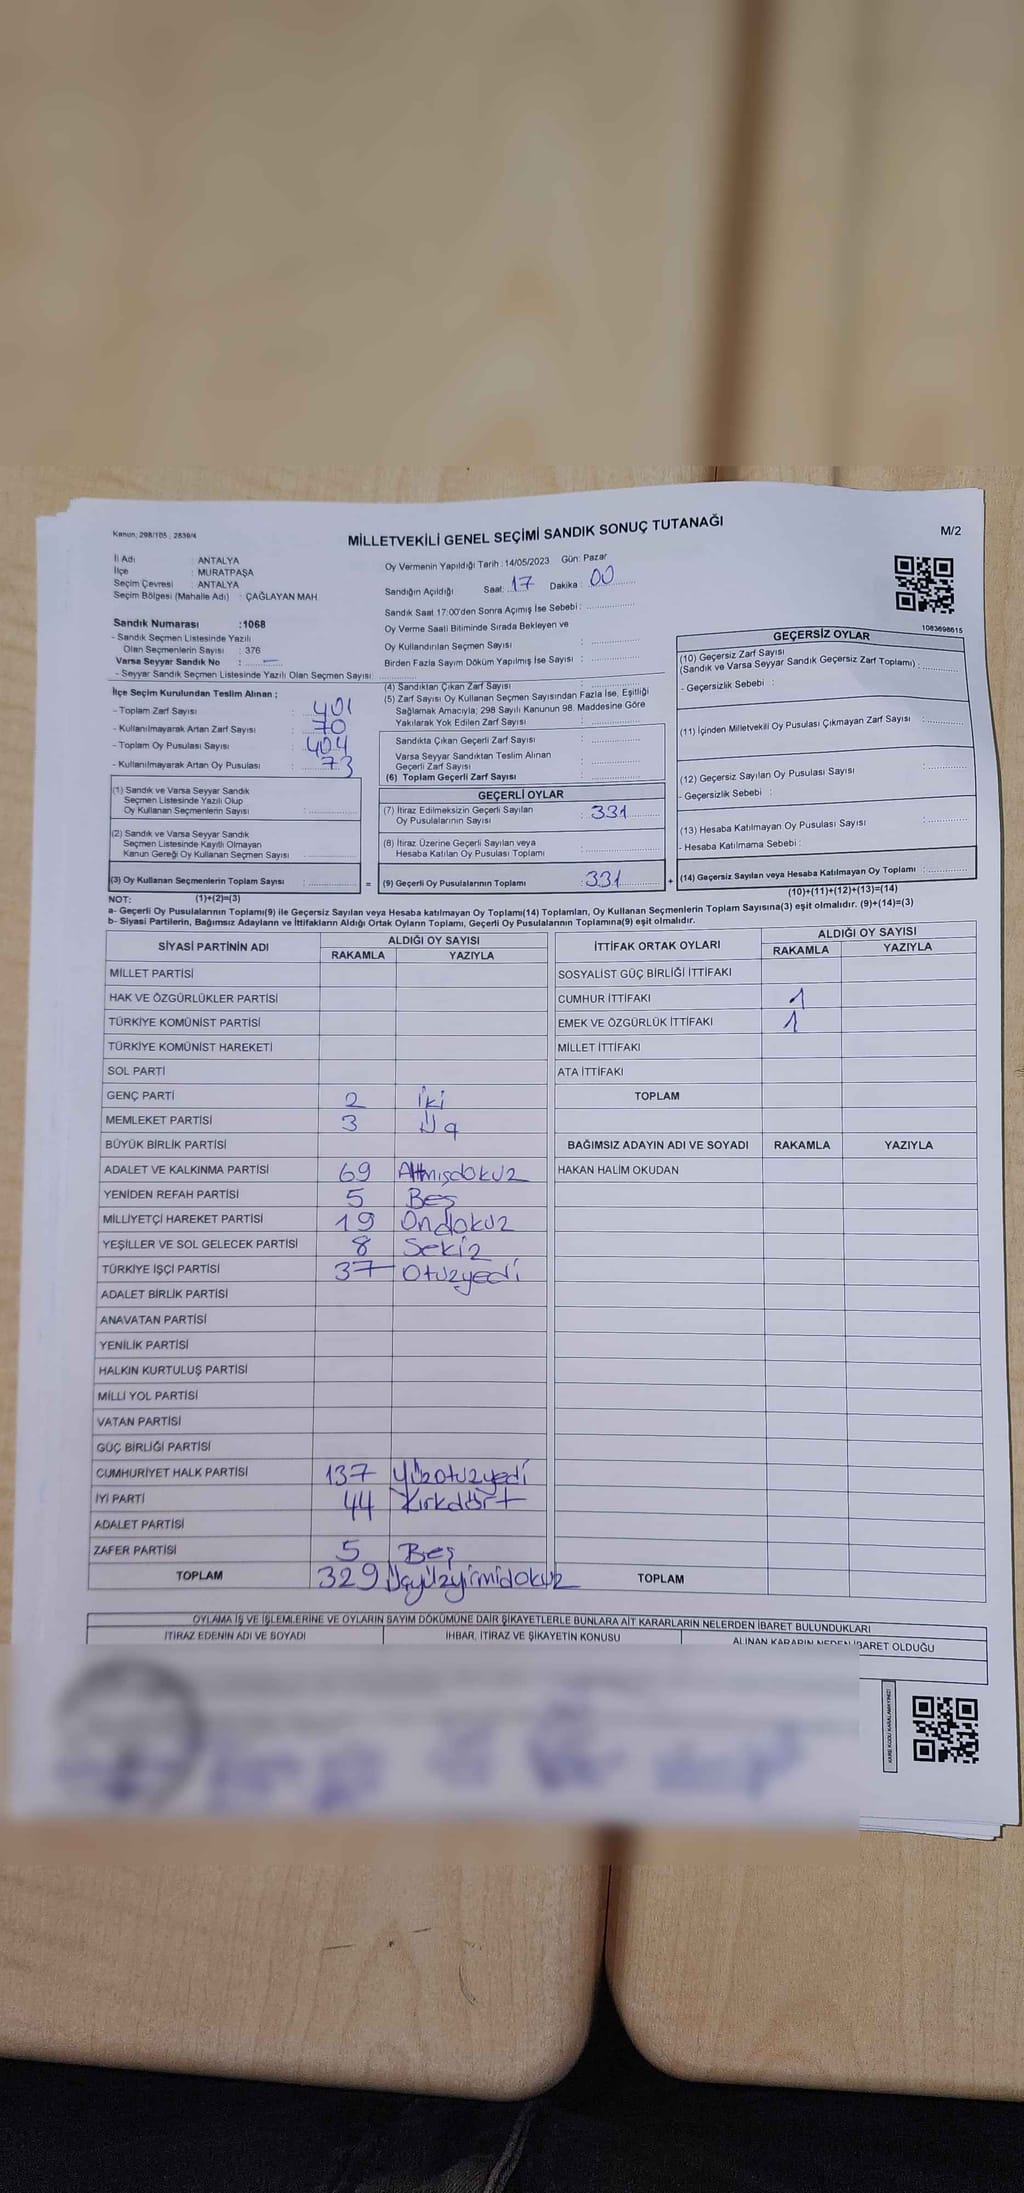 Kanun; 298/105 ; 2839/4
MİLLETVEKİLİ GENEL SEÇİMİ SANDIK SONUÇ TUTANAĞI
M/2
İl Adı : ANTALYA
İlçe : MURATPAŞA
Seçim Çevresi : ANTALYA
Seçim Bölgesi (Mahalle Adı) : ÇAĞLAYAN MAH.
Oy Vermenin Yapıldığı Tarih : 14/05/2023 Gün: Pazar
Sandığın Açıldığı Saat: 17 Dakika : 00
Sandık Saat 17:00'den Sonra Açımış İse Sebebi :
Oy Verme Saati Bitiminde Sırada Bekleyen ve
Oy Kullandırılan Seçmen Sayısı :
Birden Fazla Sayım Döküm Yapılmış İse Sayısı :
1083698615
Sandık Numarası :1068
- Sandık Seçmen Listesinde Yazılı
Olan Seçmenlerin Sayısı : 376
Varsa Seyyar Sandık No : —
- Seyyar Sandık Seçmen Listesinde Yazılı Olan Seçmen Sayısı:
İlçe Seçim Kurulundan Teslim Alınan ;
- Toplam Zarf Sayısı : 401
- Kullanılmayarak Artan Zarf Sayısı : 70
- Toplam Oy Pusulası Sayısı : 404
- Kullanılmayarak Artan Oy Pusulası : 73
(1) Sandık ve Varsa Seyyar Sandık
Seçmen Listesinde Yazılı Olup
Oy Kullanan Seçmenlerin Sayısı :
(2) Sandık ve Varsa Seyyar Sandık
Seçmen Listesinde Kayıtlı Olmayan
Kanun Gereği Oy Kullanan Seçmen Sayısı :
(3) Oy Kullanan Seçmenlerin Toplam Sayısı : =
(4) Sandıktan Çıkan Zarf Sayısı :
(5) Zarf Sayısı Oy Kullanan Seçmen Sayısından Fazla İse, Eşitliği
Sağlamak Amacıyla; 298 Sayılı Kanunun 98. Maddesine Göre
Yakılarak Yok Edilen Zarf Sayısı :
Sandıkta Çıkan Geçerli Zarf Sayısı :
Varsa Seyyar Sandıktan Teslim Alınan
Geçerli Zarf Sayısı :
(6) Toplam Geçerli Zarf Sayısı :
GEÇERLİ OYLAR
(7) İtiraz Edilmeksizin Geçerli Sayılan
Oy Pusulalarının Sayısı : 331
(8) İtiraz Üzerine Geçerli Sayılan veya
Hesaba Katılan Oy Pusulası Toplamı :
(9) Geçerli Oy Pusulalarının Toplamı : 331 +
GEÇERSİZ OYLAR
(10) Geçersiz Zarf Sayısı
(Sandık ve Varsa Seyyar Sandık Geçersiz Zarf Toplamı) :
- Geçersizlik Sebebi :
(11) İçinden Milletvekili Oy Pusulası Çıkmayan Zarf Sayısı :
(12) Geçersiz Sayılan Oy Pusulası Sayısı :
- Geçersizlik Sebebi :
(13) Hesaba Katılmayan Oy Pusulası Sayısı :
- Hesaba Katılmama Sebebi :
(14) Geçersiz Sayılan veya Hesaba Katılmayan Oy Toplamı :
NOT: (1)+(2)=(3) (10)+(11)+(12)+(13)=(14)
a- Geçerli Oy Pusulalarının Toplamı(9) ile Geçersiz Sayılan veya Hesaba katılmayan Oy Toplamı(14) Toplamları, Oy Kullanan Seçmenlerin Toplam Sayısına(3) eşit olmalıdır. (9)+(14)=(3)
b- Siyasi Partilerin, Bağımsız Adayların ve İttifakların Aldığı Ortak Oyların Toplamı, Geçerli Oy Pusulalarının Toplamına(9) eşit olmalıdır.
SİYASİ PARTİNİN ADI ALDIĞI OY SAYISI
RAKAMLA YAZIYLA
MİLLET PARTİSİ
HAK VE ÖZGÜRLÜKLER PARTİSİ
TÜRKİYE KOMÜNİST PARTİSİ
TÜRKİYE KOMÜNİST HAREKETİ
SOL PARTİ
GENÇ PARTİ 2 İki
MEMLEKET PARTİSİ 3 Üç
BÜYÜK BİRLİK PARTİSİ
ADALET VE KALKINMA PARTİSİ 69 Altmışdokuz
YENİDEN REFAH PARTİSİ 5 Beş
MİLLİYETÇİ HAREKET PARTİSİ 19 Ondokuz
YEŞİLLER VE SOL GELECEK PARTİSİ 8 Sekiz
TÜRKİYE İŞÇİ PARTİSİ 37 Otuzyedi
ADALET BİRLİK PARTİSİ
ANAVATAN PARTİSİ
YENİLİK PARTİSİ
HALKIN KURTULUŞ PARTİSİ
MİLLİ YOL PARTİSİ
VATAN PARTİSİ
GÜÇ BİRLİĞİ PARTİSİ
CUMHURİYET HALK PARTİSİ 137 Yüzotuzyedi
İYİ PARTİ 44 Kırkdört
ADALET PARTİSİ
ZAFER PARTİSİ 5 Beş
TOPLAM 329 Üçyüzyirmidokuz
İTTİFAK ORTAK OYLARI ALDIĞI OY SAYISI
RAKAMLA YAZIYLA
SOSYALİST GÜÇ BİRLİĞİ İTTİFAKI
CUMHUR İTTİFAKI 1
EMEK VE ÖZGÜRLÜK İTTİFAKI 1
MİLLET İTTİFAKI
ATA İTTİFAKI
TOPLAM
BAĞIMSIZ ADAYIN ADI VE SOYADI RAKAMLA YAZIYLA
HAKAN HALİM OKUDAN
TOPLAM
OYLAMA İŞ VE İŞLEMLERİNE VE OYLARIN SAYIM DÖKÜMÜNE DAİR ŞİKAYETLERLE BUNLARA AİT KARARLARIN NELERDEN İBARET BULUNDUKLARI
İTİRAZ EDENİN ADI VE SOYADI İHBAR, İTİRAZ VE ŞİKAYETİN KONUSU ALINAN KARARIN NEDEN İBARET OLDUĞU
KARE KODU KARALAMAYINIZ!